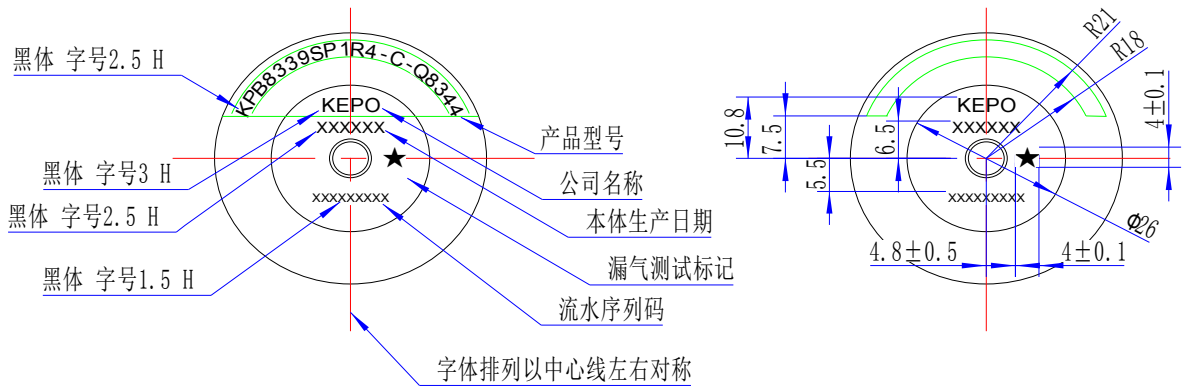 黑体 字号2.5 H
KPB8339SP1R4-C-Q8344
KEPO
XXXXXX
产品型号
黑体 字号3 H
公司名称
黑体 字号2.5 H
XXXXXXXXX
本体生产日期
黑体 字号1.5 H
漏气测试标记
流水序列码
字体排列以中心线左右对称
R21
R18
4±0.1
KEPO
XXXXXX
10.8
7.5
6.5
5.5
XXXXXXXXX
Φ26
4.8±0.5
4±0.1